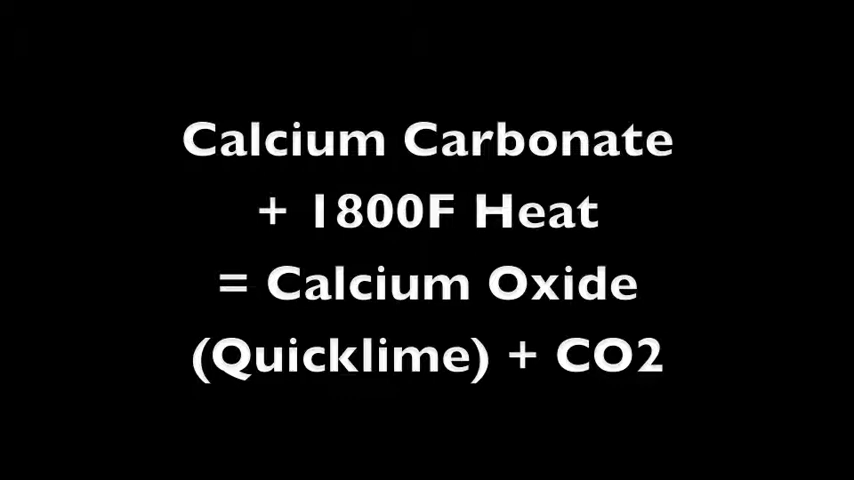 Calcium Carbonate
+ 1800F Heat
= Calcium Oxide
(Quicklime) + CO2